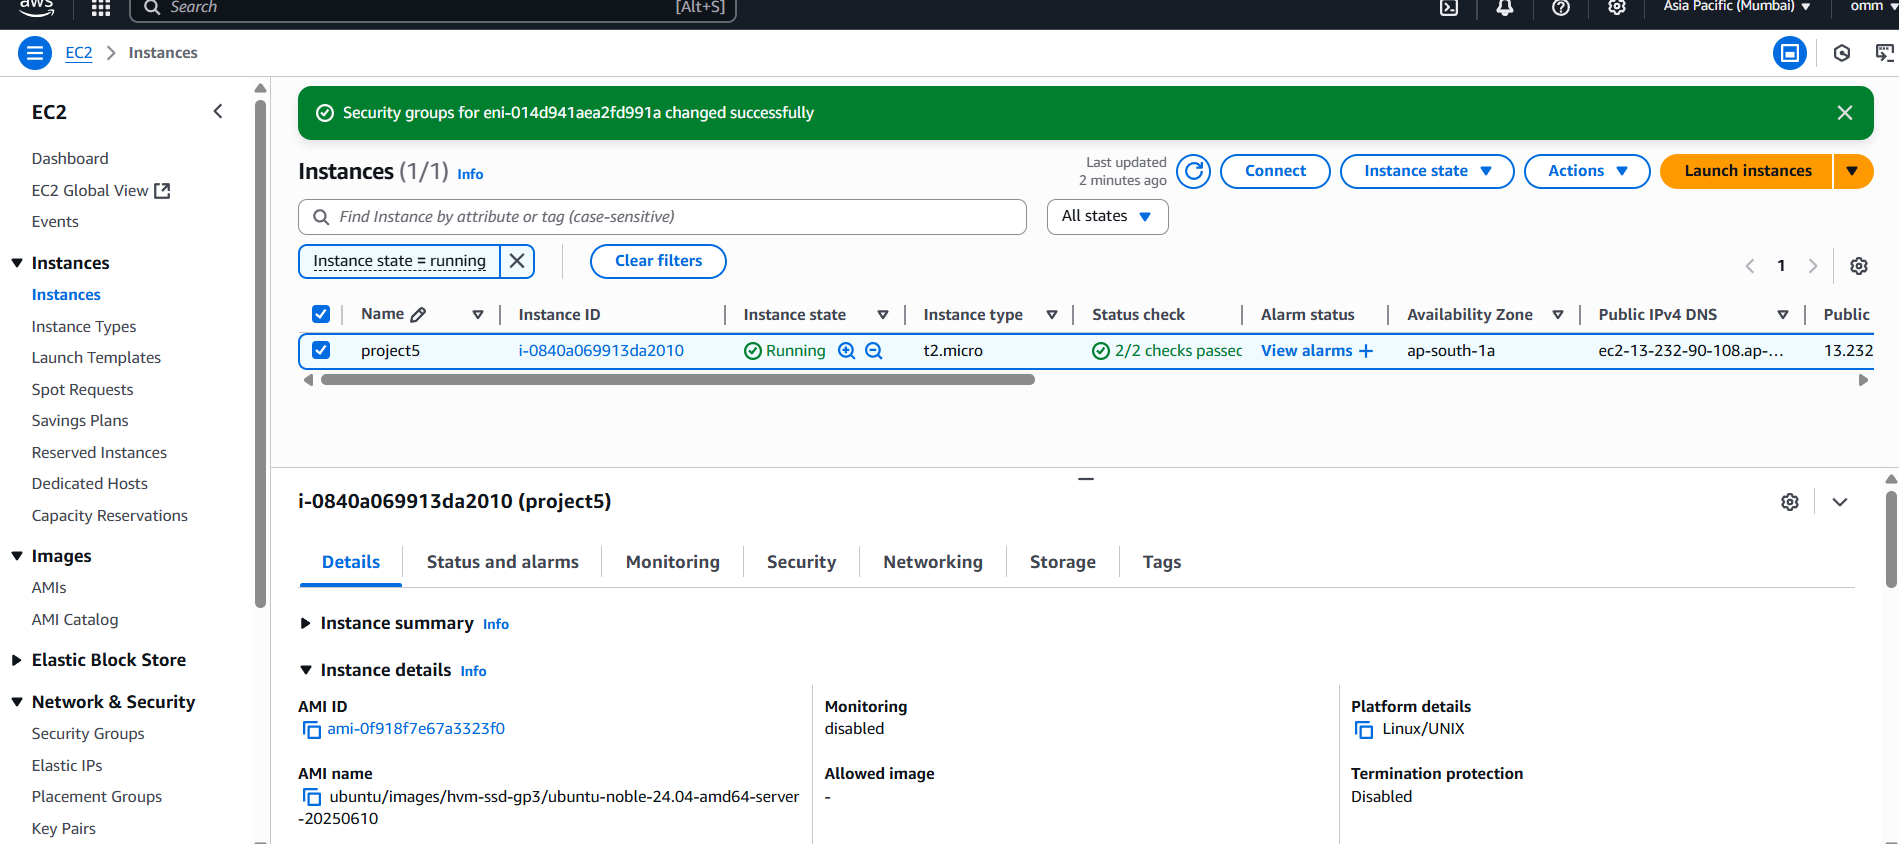 aws
Search
[Alt+S]
Asia Pacific (Mumbai)
omm
EC2
Instances
EC2
Dashboard
EC2 Global View
Events
Instances
Instances
Instance Types
Launch Templates
Spot Requests
Savings Plans
Reserved Instances
Dedicated Hosts
Capacity Reservations
Images
AMIs
AMI Catalog
Elastic Block Store
Network & Security
Security Groups
Elastic IPs
Placement Groups
Key Pairs
Security groups for eni-014d941aea2fd991a changed successfully
Instances (1/1) Info
Last updated
2 minutes ago
Connect
Instance state
Actions
Launch instances
Find Instance by attribute or tag (case-sensitive)
All states
Instance state = running
Clear filters
1
Name Instance ID Instance state Instance type Status check Alarm status Availability Zone Public IPv4 DNS Public
project5 i-0840a069913da2010 Running t2.micro 2/2 checks passec View alarms + ap-south-1a ec2-13-232-90-108.ap-... 13.232
i-0840a069913da2010 (project5)
Details Status and alarms Monitoring Security Networking Storage Tags
Instance summary Info
Instance details Info
AMI ID
ami-0f918f7e67a3323f0
Monitoring
disabled
Platform details
Linux/UNIX
AMI name
ubuntu/images/hvm-ssd-gp3/ubuntu-noble-24.04-amd64-server
-20250610
Allowed image
-
Termination protection
Disabled